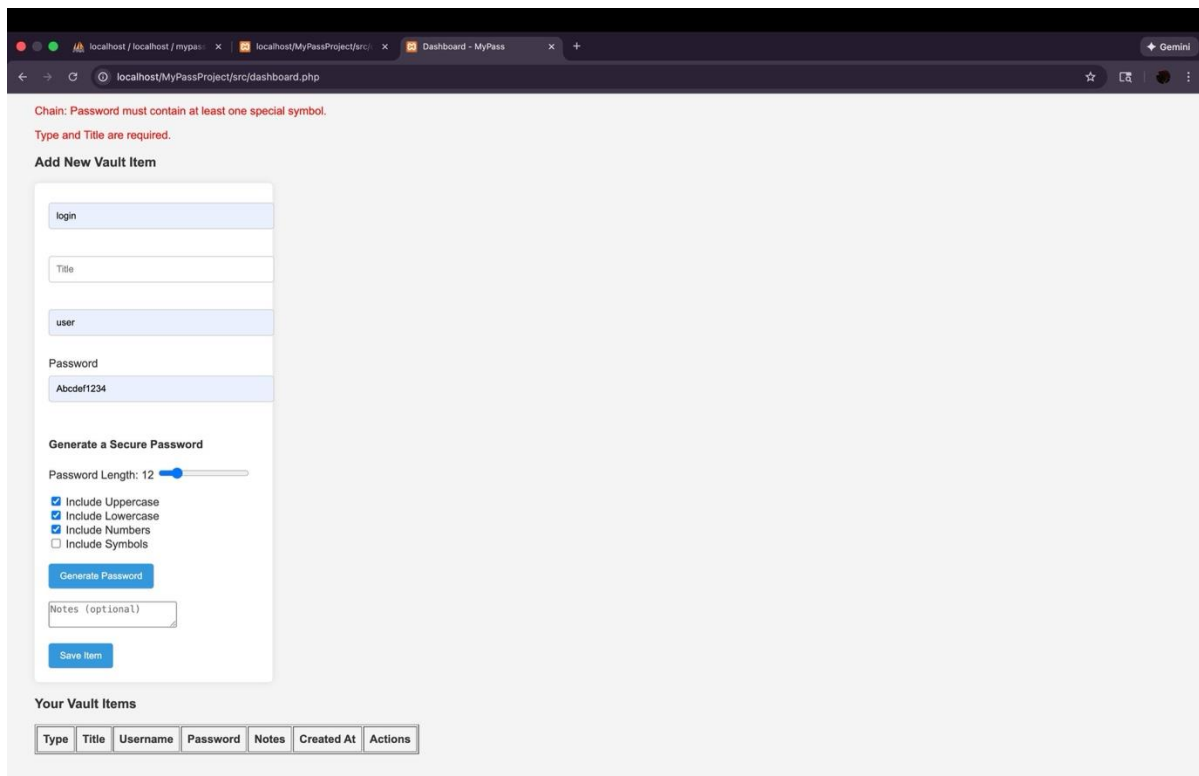 localhost / localhost / mypas
localhost/MyPassProject/src/
Dashboard - MyPass
Gemini
localhost/MyPassProject/src/dashboard.php
Chain: Password must contain at least one special symbol.
Type and Title are required.
Add New Vault Item
login
Title
user
Password
Abcdef1234
Generate a Secure Password
Password Length: 12
Include Uppercase
Include Lowercase
Include Numbers
Include Symbols
Generate Password
Notes (optional)
Save Item
Your Vault Items
Type Title Username Password Notes Created At Actions